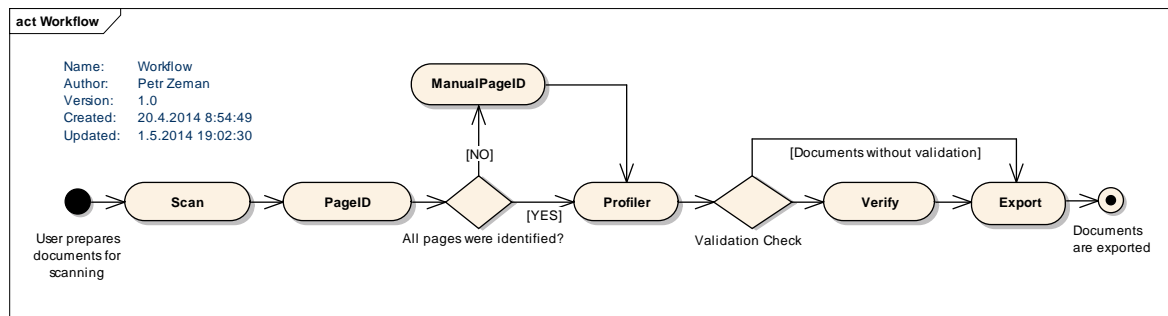 act Workflow
Name: Workflow
Author: Petr Zeman
Version: 1.0
Created: 20.4.2014 8:54:49
Updated: 1.5.2014 19:02:30
ManualPageID
[NO]
[Documents without validation]
Scan
PageID
Profiler
Verify
Export
[YES]
User prepares
documents for
scanning
All pages were identified?
Validation Check
Documents
are exported